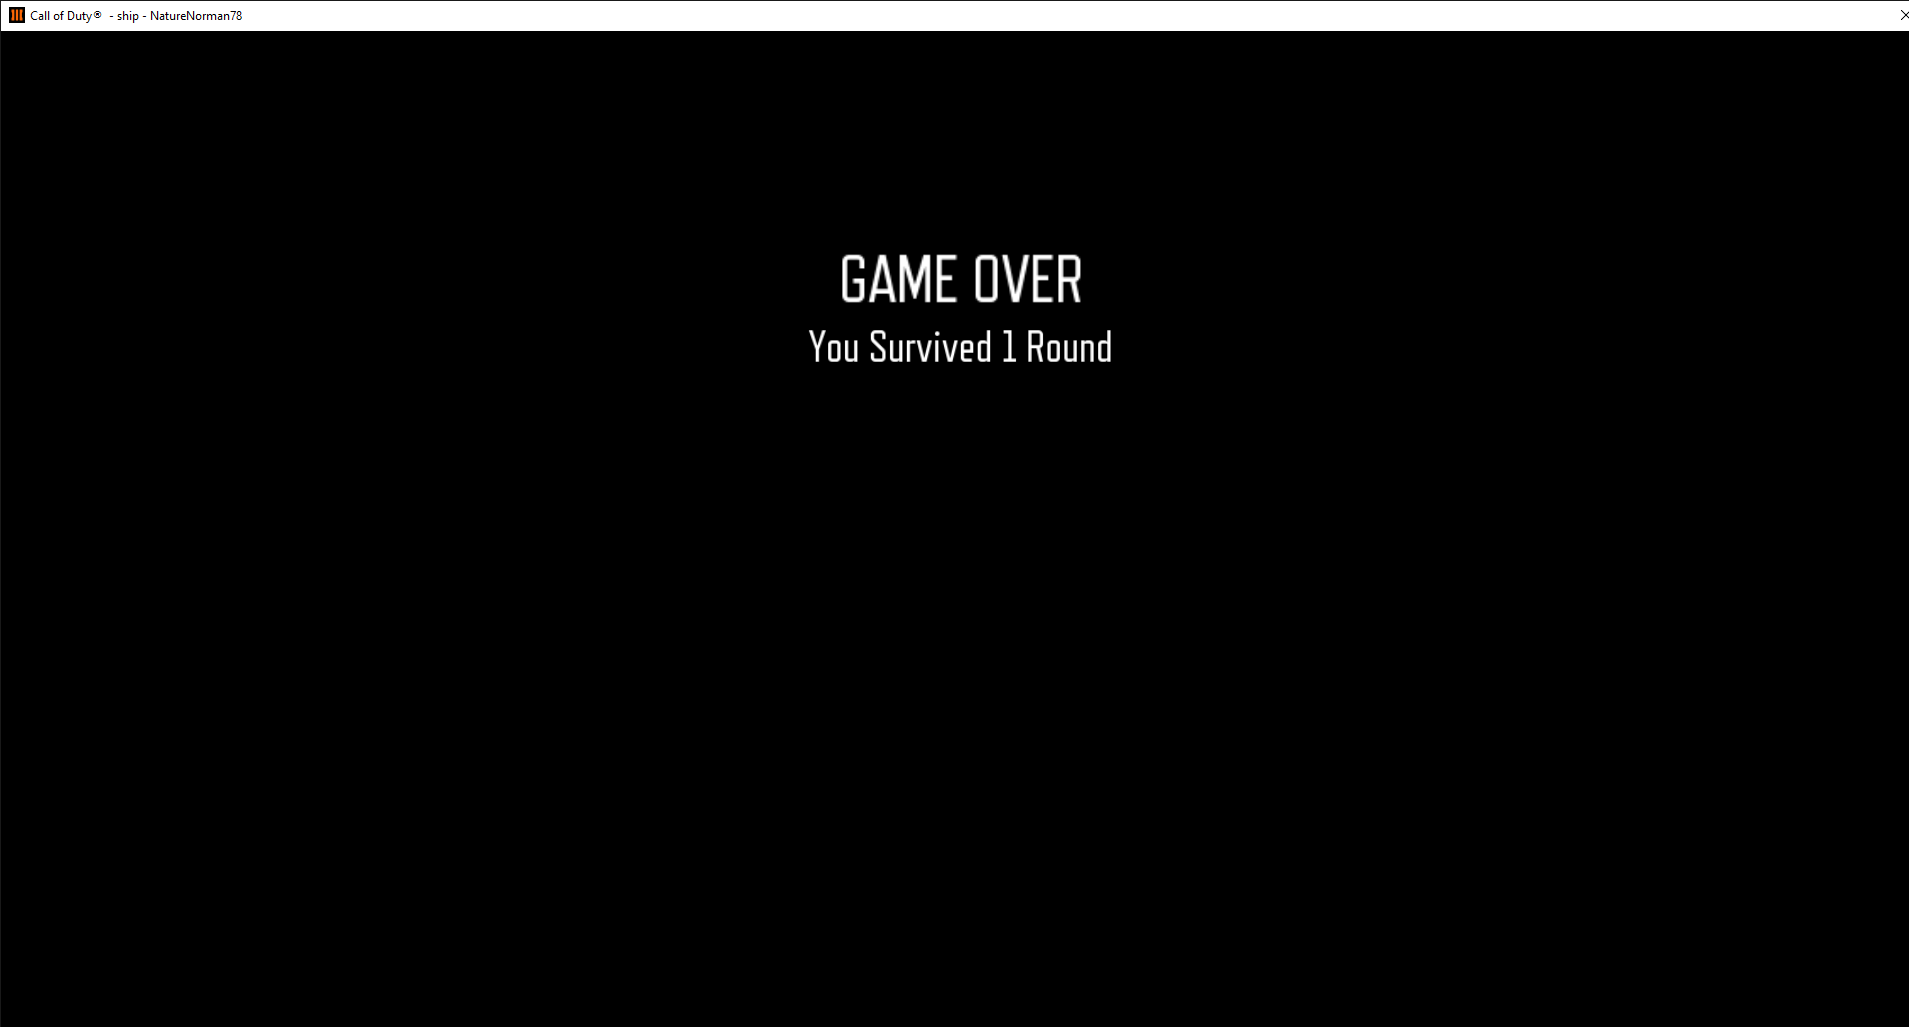 Call of Duty® - ship - NatureNorman78
GAME OVER
You Survived 1 Round